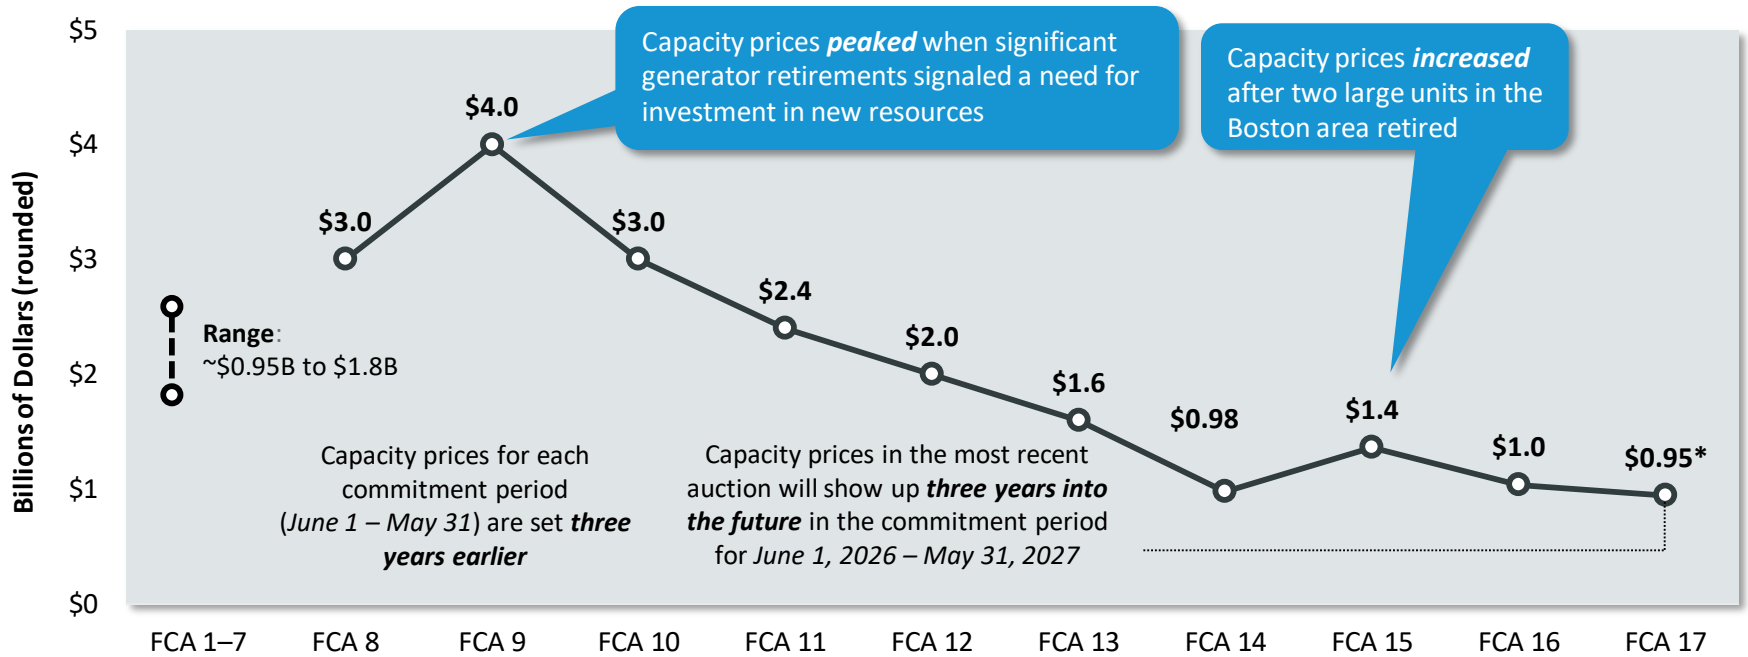 Billions of Dollars (rounded)
$5
$4
$3
$2
$1
$0
Capacity prices peaked when significant
generator retirements signaled a need for
investment in new resources
Capacity prices increased
after two large units in the
Boston area retired
$4.0
$3.0
$3.0
$2.4
$2.0
$1.6
$0.98
$1.4
$1.0
$0.95*
Range:
~$0.95B to $1.8B
Capacity prices for each
commitment period
(June 1 – May 31) are set three
years earlier
Capacity prices in the most recent
auction will show up three years into
the future in the commitment period
for June 1, 2026 – May 31, 2027
FCA 1–7
FCA 8
FCA 9
FCA 10
FCA 11
FCA 12
FCA 13
FCA 14
FCA 15
FCA 16
FCA 17